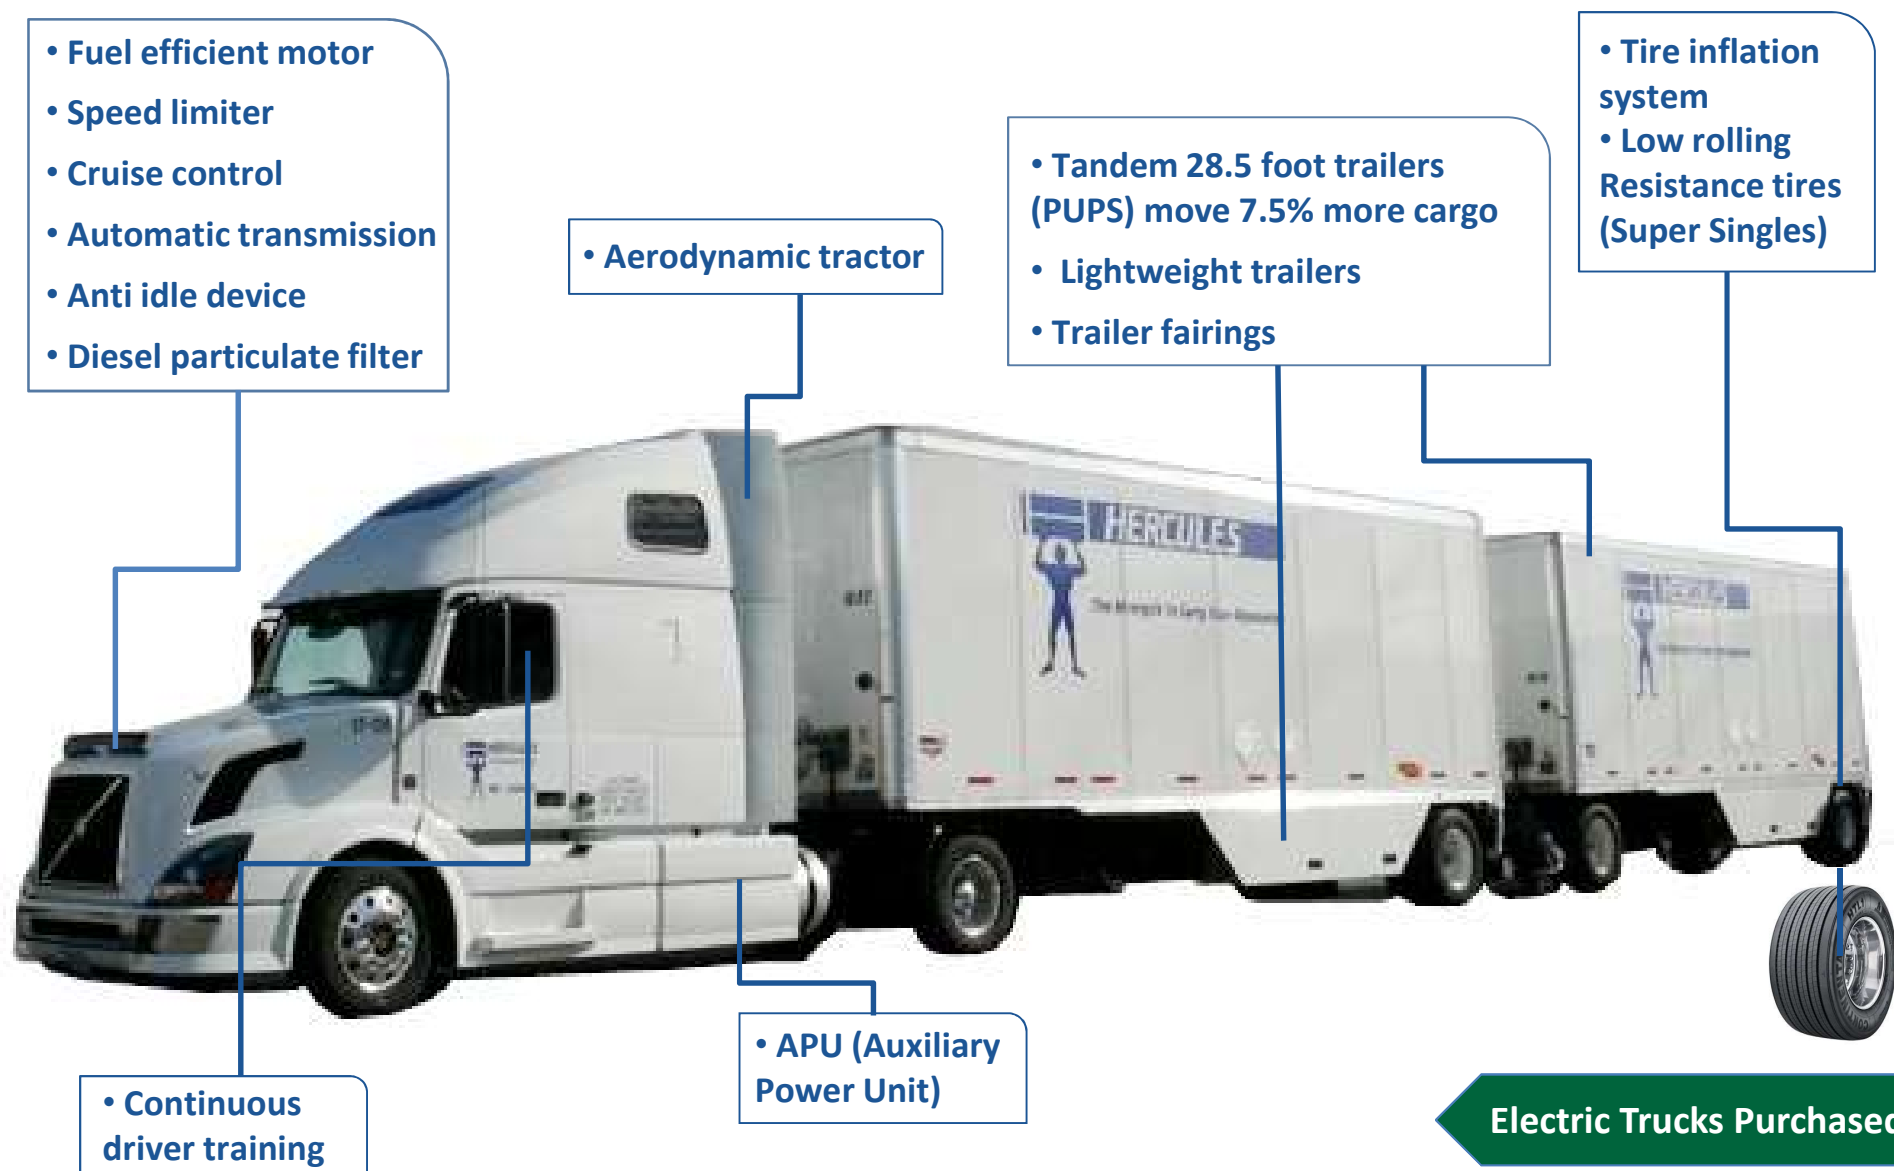 • Fuel efficient motor
• Speed limiter
• Cruise control
• Automatic transmission
• Anti idle device
• Diesel particulate filter
• Aerodynamic tractor
• Tandem 28.5 foot trailers
(PUPS) move 7.5% more cargo
• Lightweight trailers
• Trailer fairings
• Tire inflation
system
• Low rolling
Resistance tires
(Super Singles)
HERCULES
• APU (Auxiliary
Power Unit)
• Continuous
driver training
Electric Trucks Purchased